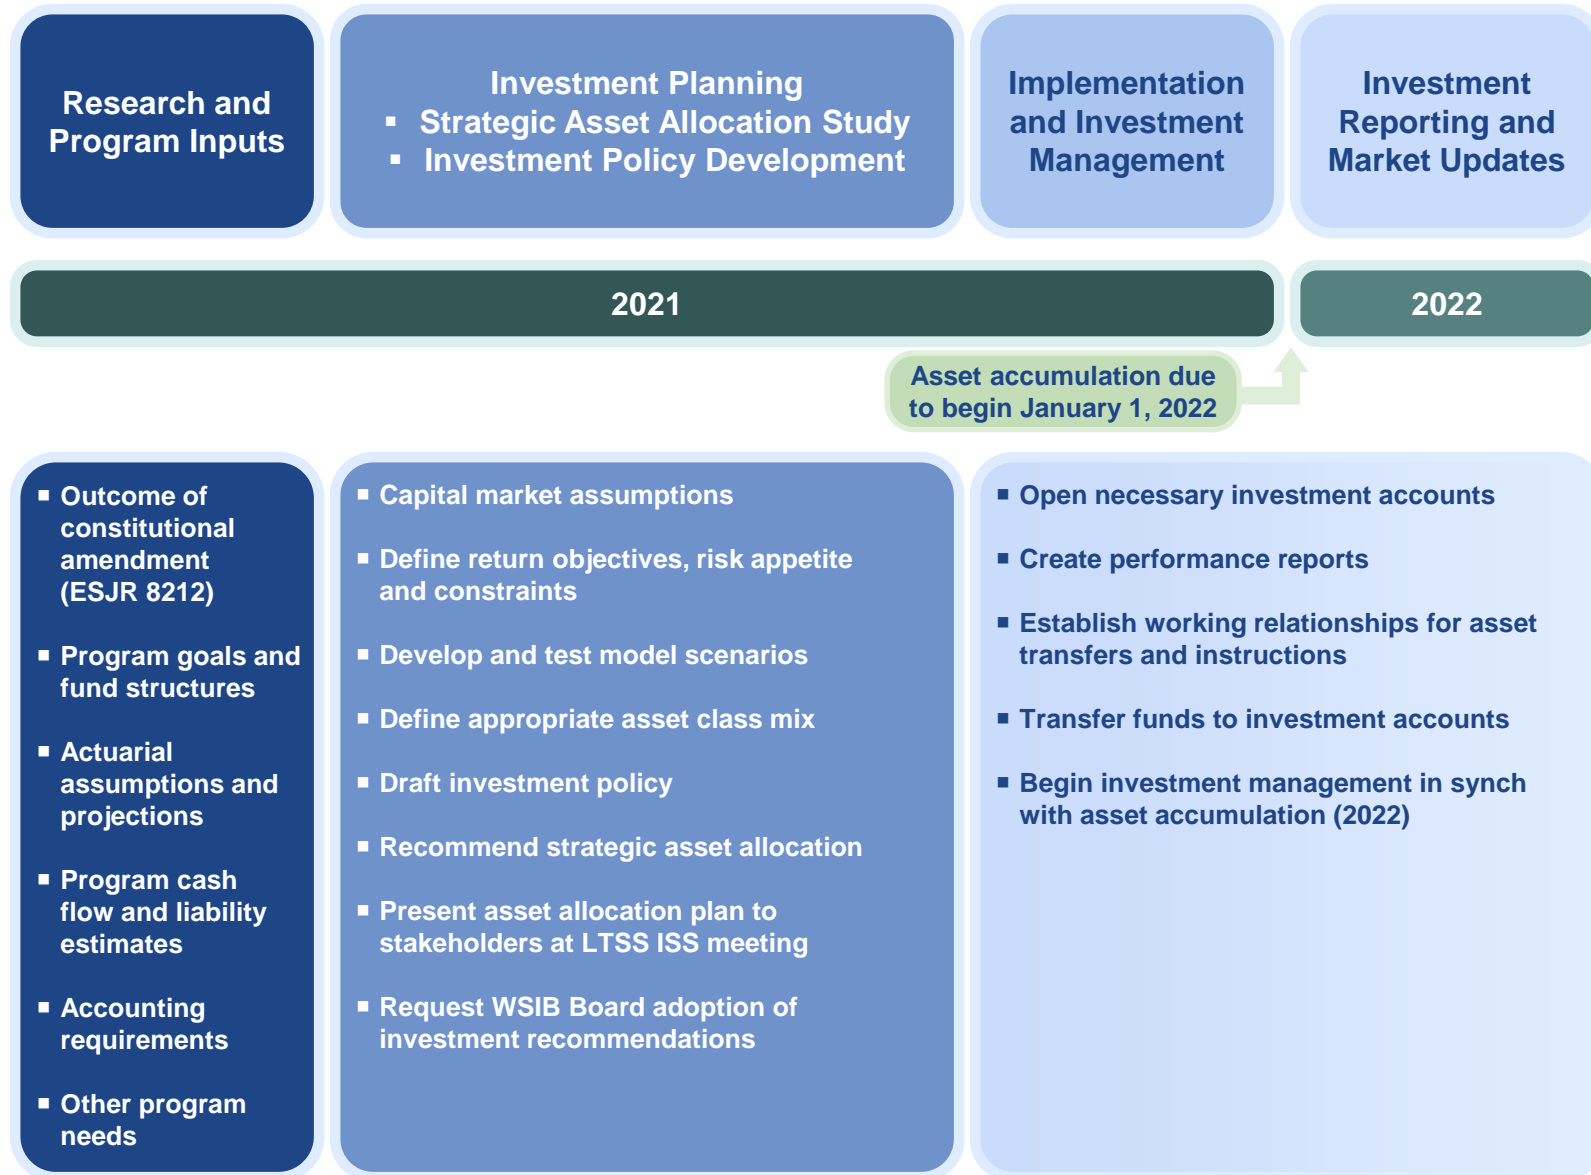 Research and
Program Inputs
Investment Planning
▪ Strategic Asset Allocation Study
▪ Investment Policy Development
Implementation
and Investment
Management
Investment
Reporting and
Market Updates
2021
2022
Asset accumulation due
to begin January 1, 2022
▪ Outcome of
constitutional
amendment
(ESJR 8212)
▪ Program goals and
fund structures
▪ Actuarial
assumptions and
projections
▪ Program cash
flow and liability
estimates
▪ Accounting
requirements
▪ Other program
needs
▪ Capital market assumptions
▪ Define return objectives, risk appetite
and constraints
▪ Develop and test model scenarios
▪ Define appropriate asset class mix
▪ Draft investment policy
▪ Recommend strategic asset allocation
▪ Present asset allocation plan to
stakeholders at LTSS ISS meeting
▪ Request WSIB Board adoption of
investment recommendations
▪ Open necessary investment accounts
▪ Create performance reports
▪ Establish working relationships for asset
transfers and instructions
▪ Transfer funds to investment accounts
▪ Begin investment management in synch
with asset accumulation (2022)